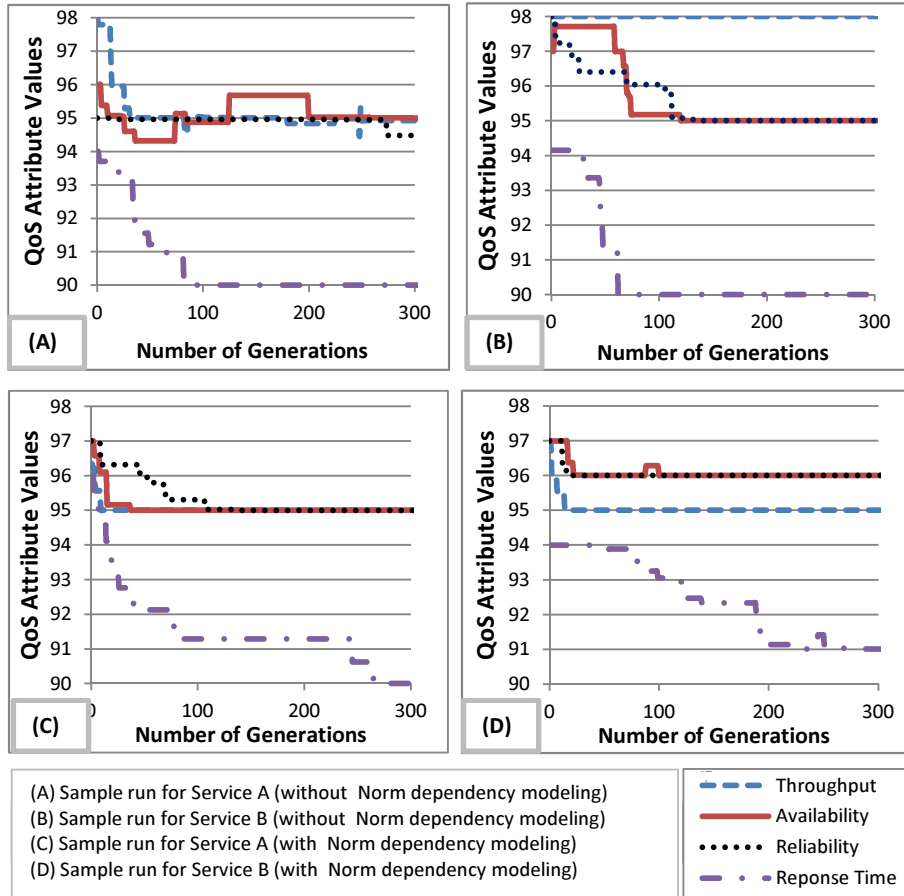 98
97
96
95
94
93
92
91
90
QoS Attribute Values
0
100
200
300
Number of Generations
(A)
98
97
96
95
94
93
92
91
90
QoS Attribute Values
0
100
200
300
Number of Generations
(B)
98
97
96
95
94
93
92
91
90
QoS Attribute Values
0
100
200
300
Number of Generations
(C)
98
97
96
95
94
93
92
91
90
QoS Attribute Values
0
100
200
300
Number of Generations
(D)
(A) Sample run for Service A (without Norm dependency modeling)
(B) Sample run for Service B (without Norm dependency modeling)
(C) Sample run for Service A (with Norm dependency modeling)
(D) Sample run for Service B (with Norm dependency modeling)
Throughput
Availability
Reliability
Reponse Time